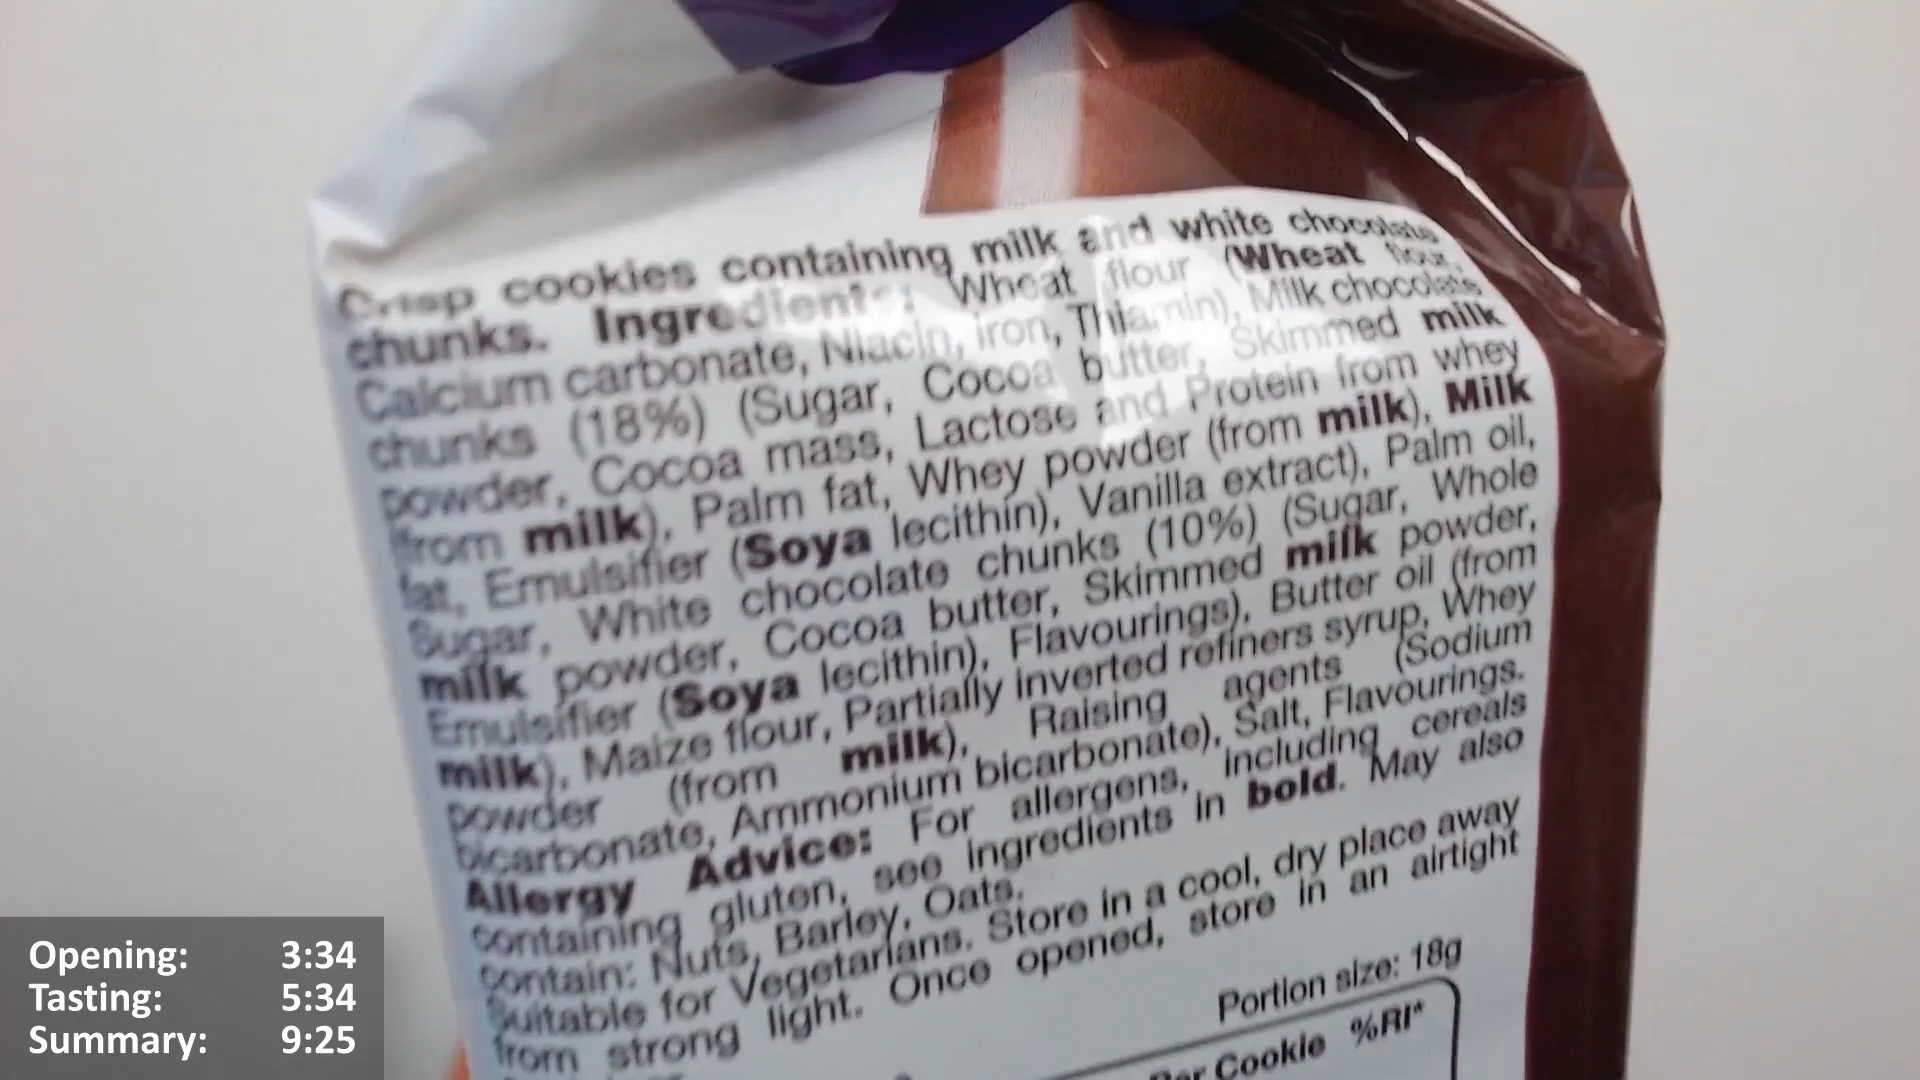 Crisp cookies containing milk and white chocolate
chunks. Ingredients: Wheat flour (Wheat flour,
Calcium carbonate, Niacin, Iron, Thiamin), Milk chocolate
chunks (18%) (Sugar, Cocoa butter, Skimmed milk
powder, Cocoa mass, Lactose and Protein from whey
(from milk), Palm fat, Whey powder (from milk), Milk
fat, Emulsifier (Soya lecithin), Vanilla extract), Palm oil,
Sugar, White chocolate chunks (10%) (Sugar, Whole
milk powder, Cocoa butter, Skimmed milk powder,
Emulsifier (Soya lecithin), Flavourings), Butter oil (from
milk), Maize flour, Partially inverted refiners syrup, Whey
powder (from milk), Raising agents (Sodium
bicarbonate, Ammonium bicarbonate), Salt, Flavourings.
Allergy Advice: For allergens, including cereals
containing gluten, see ingredients in bold. May also
contain: Nuts, Barley, Oats.
Suitable for Vegetarians. Store in a cool, dry place away
from strong light. Once opened, store in an airtight
Portion size: 18g
Per Cookie %RI*
Opening: 3:34
Tasting: 5:34
Summary: 9:25